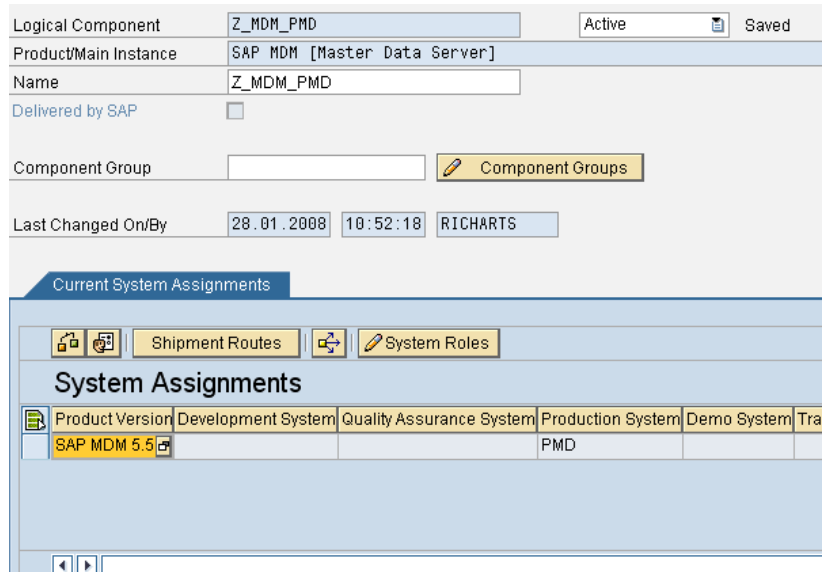 Logical Component Z_MDM_PMD Active Saved
Product/Main Instance SAP MDM [Master Data Server]
Name Z_MDM_PMD
Delivered by SAP
Component Group Component Groups
Last Changed On/By 28.01.2008 10:52:18 RICHARTS
Current System Assignments
Shipment Routes System Roles
System Assignments
Product Version Development System Quality Assurance System Production System Demo System Tra
SAP MDM 5.5 PMD